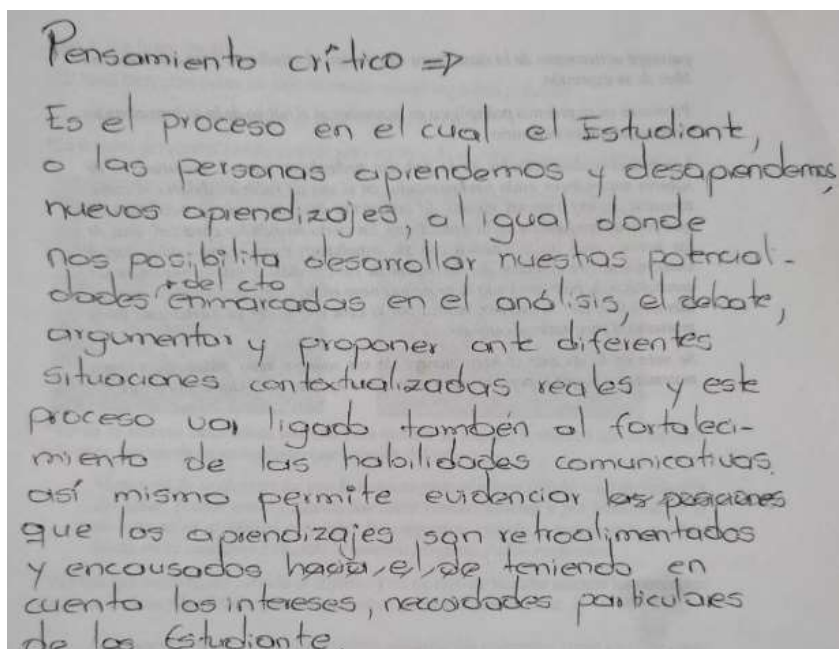 Pensamiento crítico =>
Es el proceso en el cual el Estudiante,
o las personas aprendemos y desaprendemos,
nuevos aprendizajes, al igual donde
nos posibilita desarrollar nuestras potencial-
dades + del cto enmarcadas en el análisis, el debate,
argumentar y proponer ante diferentes
situaciones contextualizadas reales y este
proceso va, ligado también al fortaleci-
miento de las habilidades comunicativas.
así mismo permite evidenciar las posiciones
que los aprendizajes son retroalimentados
y encausados hacia, el de teniendo en
cuenta los intereses, necesidades particulares
de los Estudiante.